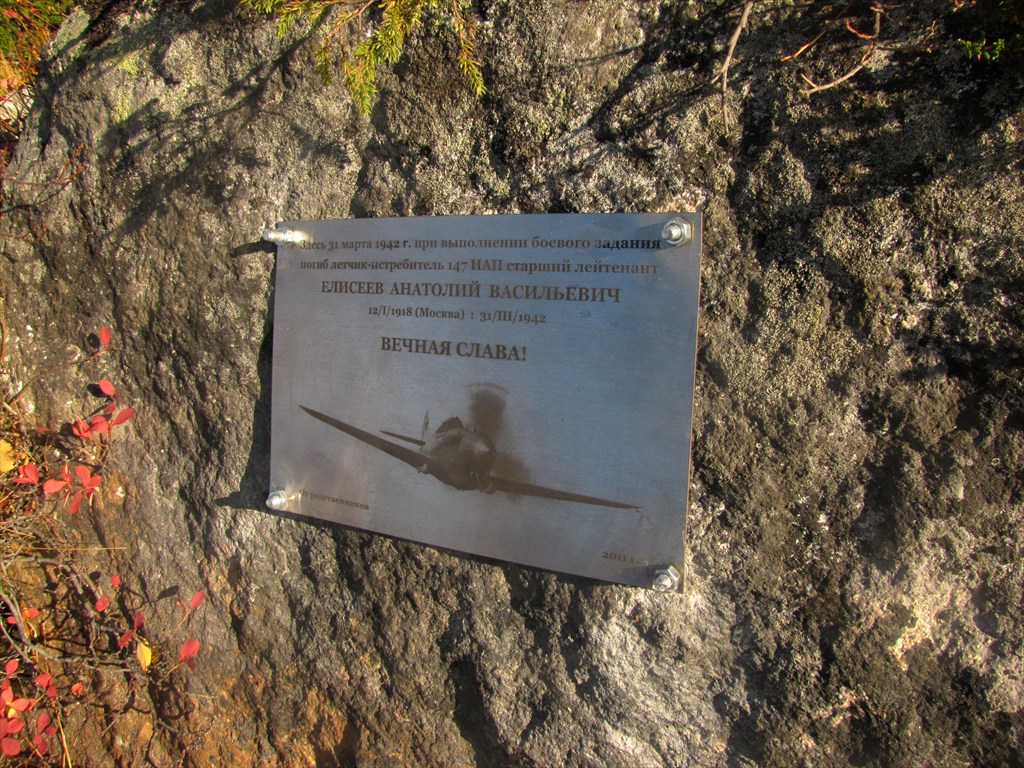 Здесь 31 марта 1942 г. при выполнении боевого задания
погиб летчик-истребитель 147 ИАП старший лейтенант
ЕЛИСЕЕВ АНАТОЛИЙ ВАСИЛЬЕВИЧ
12/I/1918 (Москва) : 31/III/1942
ВЕЧНАЯ СЛАВА!
родственников
2011 г.